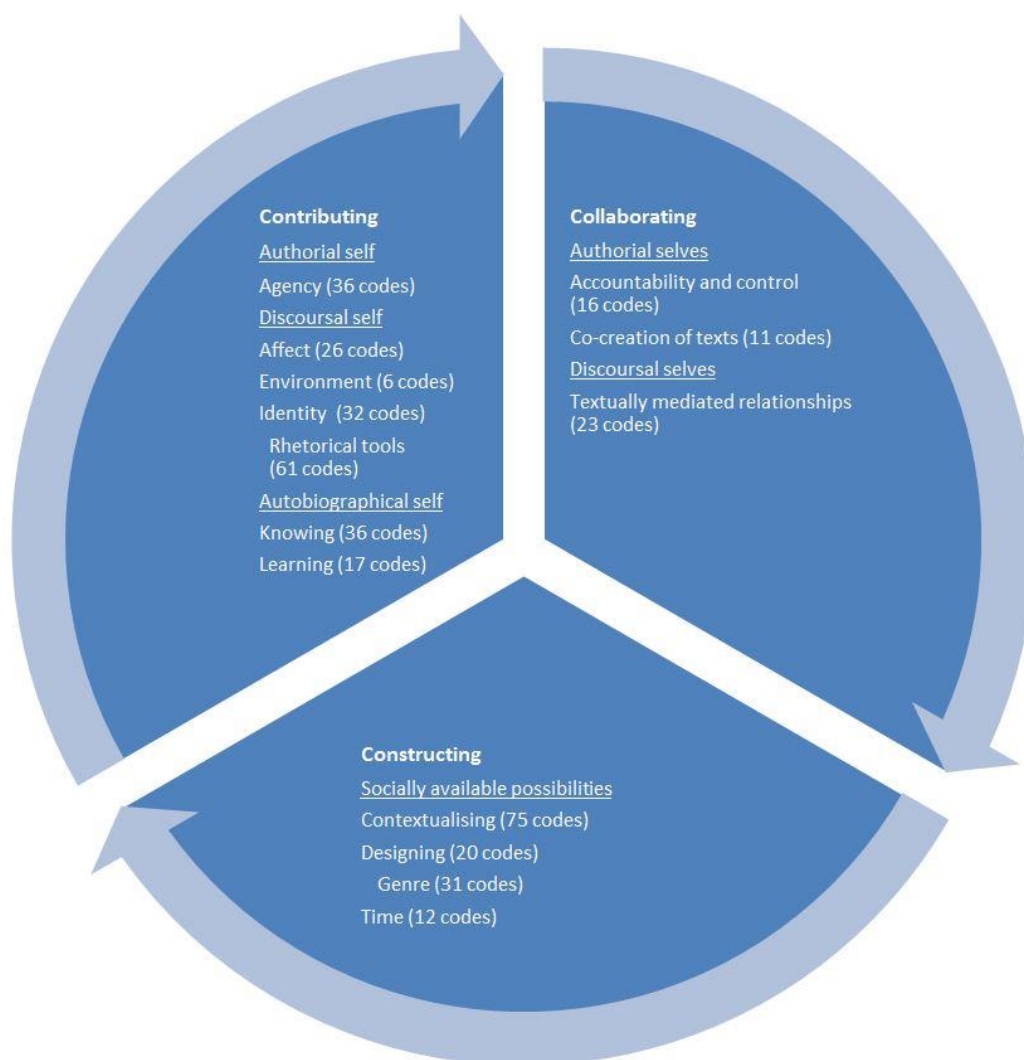 Contributing
Authorial self
Agency (36 codes)
Discoursal self
Affect (26 codes)
Environment (6 codes)
Identity (32 codes)
Rhetorical tools
(61 codes)
Autobiographical self
Knowing (36 codes)
Learning (17 codes)
Collaborating
Authorial selves
Accountability and control
(16 codes)
Co-creation of texts (11 codes)
Discoursal selves
Textually mediated relationships
(23 codes)
Constructing
Socially available possibilities
Contextualising (75 codes)
Designing (20 codes)
Genre (31 codes)
Time (12 codes)